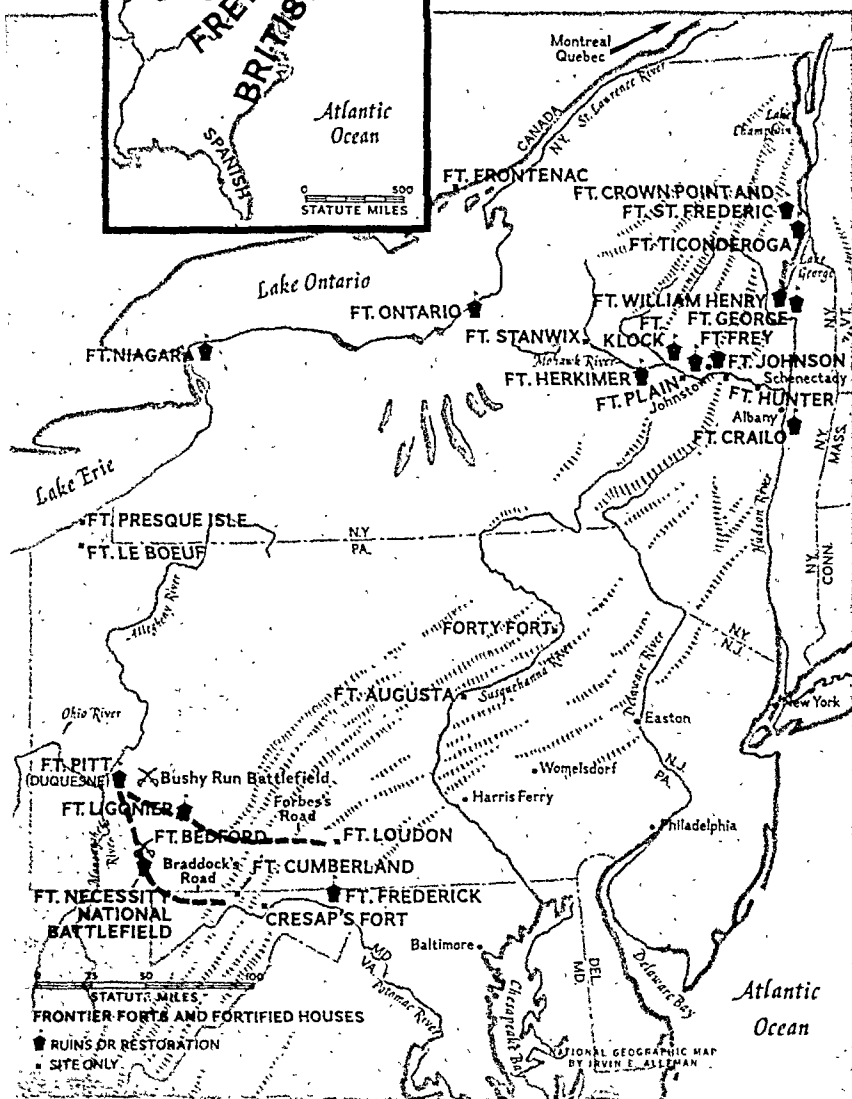 BRITIS
SPANISH
Atlantic
Ocean
0 500
STATUTE MILES
Montreal
Quebec
CANADA
N.Y.
St. Lawrence River
Lake
Champlain
FT. FRONTENAC
FT. CROWN POINT AND
FT. ST. FREDERIC
FT. TICONDEROGA
Lake
George
Lake Ontario
FT. ONTARIO
FT. WILLIAM HENRY
FT. GEORGE
N.Y.
VT.
FT. STANWIX
FT.
KLOCK
FT. FREY
FT. NIAGARA
Mohawk River
FT. JOHNSON
FT. HERKIMER
Schenectady
FT. PLAIN
Johnstown
FT. HUNTER
Albany
FT. CRAILO
N.Y.
MASS.
Lake Erie
FT. PRESQUE ISLE
FT. LE BOEUF
N.Y.
PA.
Hudson River
N.Y.
CONN.
Allegheny River
FORTY FORT
N.Y.
N.J.
FT. AUGUSTA
Susquehanna River
Delaware River
New York
Ohio River
Easton
FT. PITT
(DUQUESNE)
Bushy Run Battlefield
Womelsdorf
N.J.
PA.
Harris Ferry
FT. LIGONIER
Forbes's
Road
Philadelphia
FT. BEDFORD
FT. LOUDON
River
Braddock's
Road
FT. CUMBERLAND
FT. NECESSITY
NATIONAL
BATTLEFIELD
FT. FREDERICK
CRESAP'S FORT
Baltimore
MD.
VA.
Potomac River
DEL.
MD.
Chesapeake Bay
Delaware Bay
Atlantic
Ocean
0 25 50 100
STATUTE MILES
FRONTIER FORTS AND FORTIFIED HOUSES
RUINS OR RESTORATION
SITE ONLY
NATIONAL GEOGRAPHIC MAP
BY IRVIN E. ALLEMAN